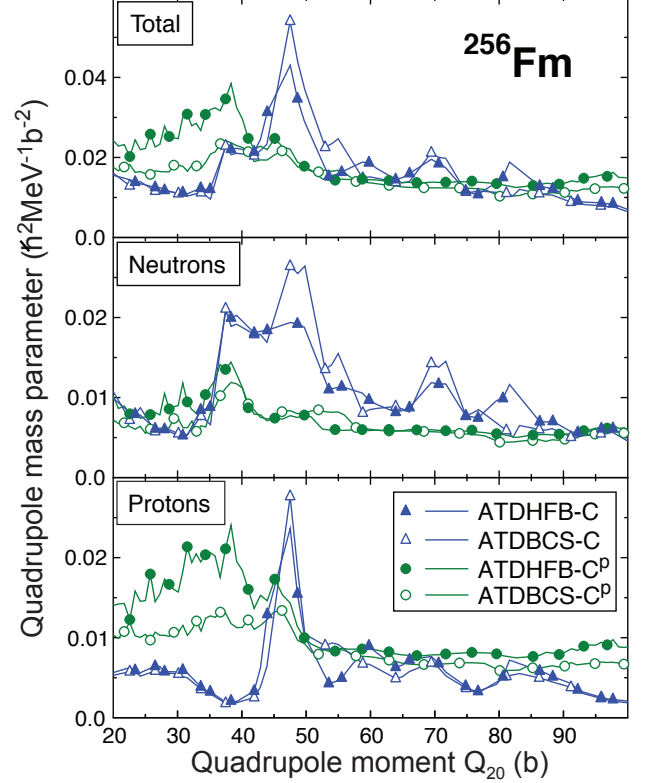 Total
²⁵⁶Fm
0.04
0.02
0.0
Neutrons
0.02
0.01
0.0
Protons
0.02
0.01
0.0
ATDHFB-C
ATDBCS-C
ATDHFB-Cᵖ
ATDBCS-Cᵖ
20 30 40 50 60 70 80 90
Quadrupole moment Q₂₀ (b)
Quadrupole mass parameter (ℏ²MeV⁻¹b⁻²)